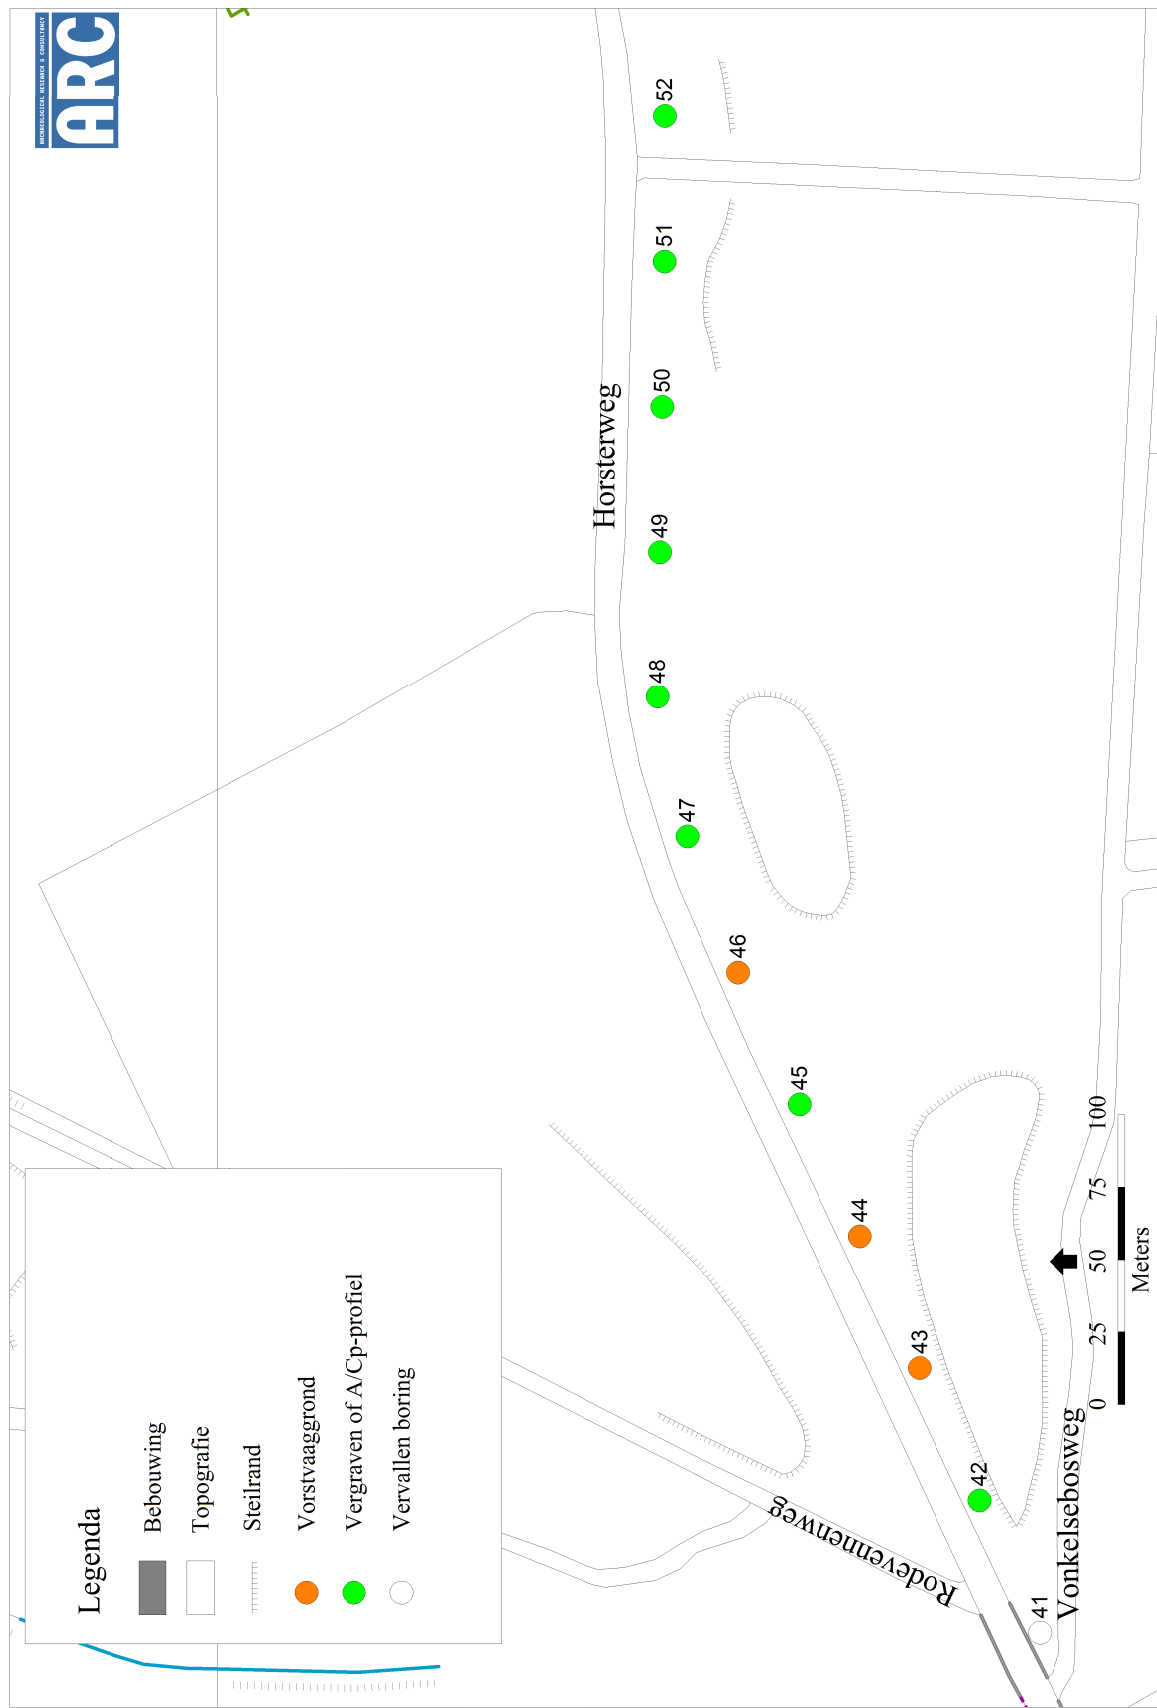 ARCHAEOLOGICAL RESEARCH & CONSULTANCY
ARC
Legenda
Bebouwing
Topografie
Steilrand
Vorstvaaggrond
Vergraven of A/Cp-profiel
Vervallen boring
Horsterweg
Rodevennenweg
Vonkelsebosweg
41
42
43
44
45
46
47
48
49
50
51
52
0 25 50 75 100
Meters